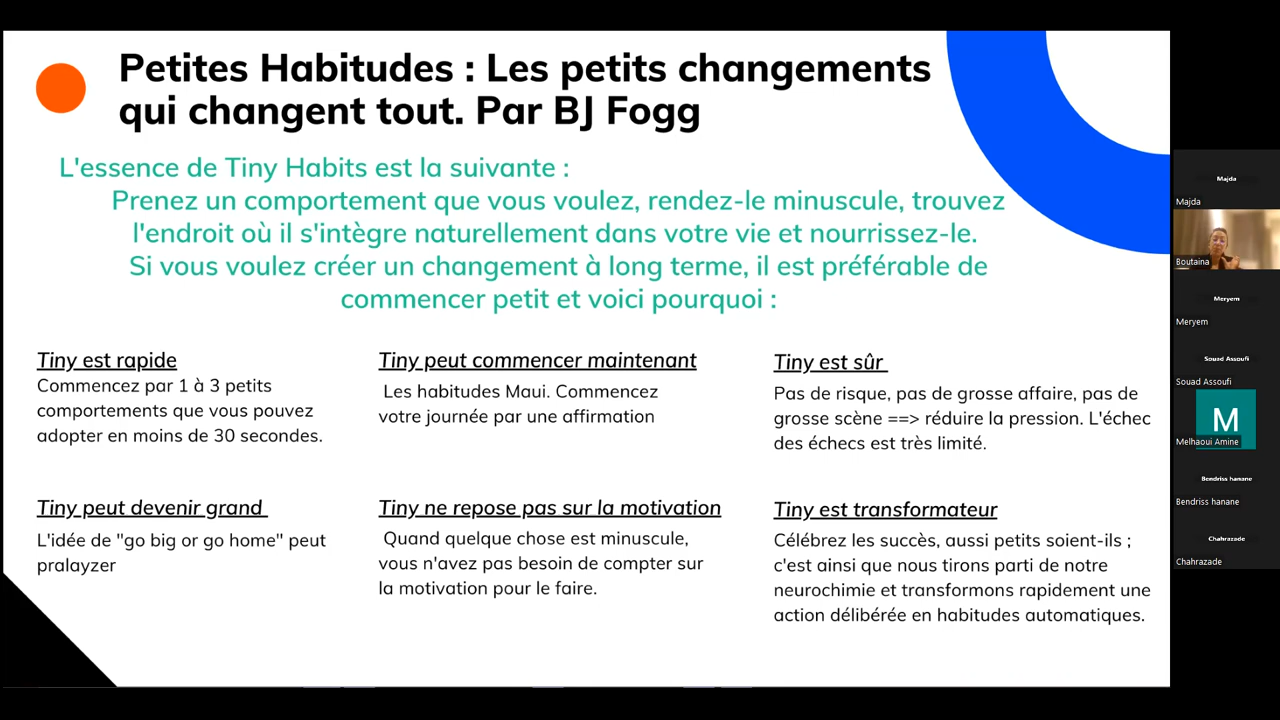 Petites Habitudes : Les petits changements
qui changent tout. Par BJ Fogg
L'essence de Tiny Habits est la suivante :
Prenez un comportement que vous voulez, rendez-le minuscule, trouvez
l'endroit où il s'intègre naturellement dans votre vie et nourrissez-le.
Si vous voulez créer un changement à long terme, il est préférable de
commencer petit et voici pourquoi :
Tiny est rapide
Commencez par 1 à 3 petits
comportements que vous pouvez
adopter en moins de 30 secondes.
Tiny peut commencer maintenant
Les habitudes Maui. Commencez
votre journée par une affirmation
Tiny est sûr
Pas de risque, pas de grosse affaire, pas de
grosse scène ==> réduire la pression. L'échec
des échecs est très limité.
Tiny peut devenir grand
L'idée de "go big or go home" peut
pralayzer
Tiny ne repose pas sur la motivation
Quand quelque chose est minuscule,
vous n'avez pas besoin de compter sur
la motivation pour le faire.
Tiny est transformateur
Célébrez les succès, aussi petits soient-ils ;
c'est ainsi que nous tirons parti de notre
neurochimie et transformons rapidement une
action délibérée en habitudes automatiques.
Majda
Majda
Boutaina
Meryem
Meryem
Souad Assoufi
Souad Assoufi
M
Melhaoui Amine
Bendriss hanane
Bendriss hanane
Chahrazade
Chahrazade